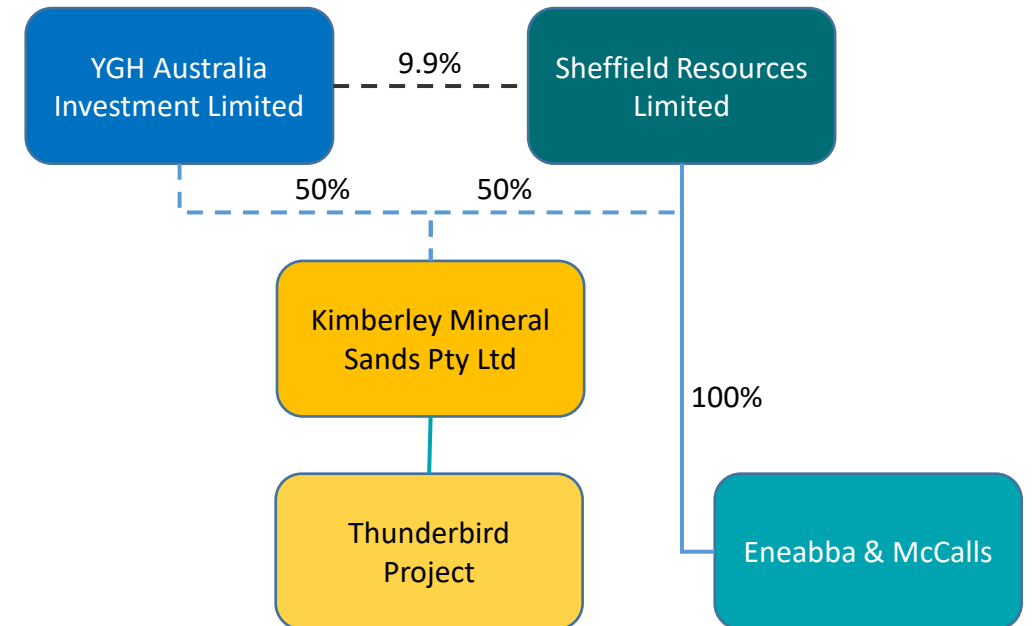 YGH Australia
Investment Limited
9.9%
Sheffield Resources
Limited
50%
50%
Kimberley Mineral
Sands Pty Ltd
100%
Thunderbird
Project
Eneabba & McCalls